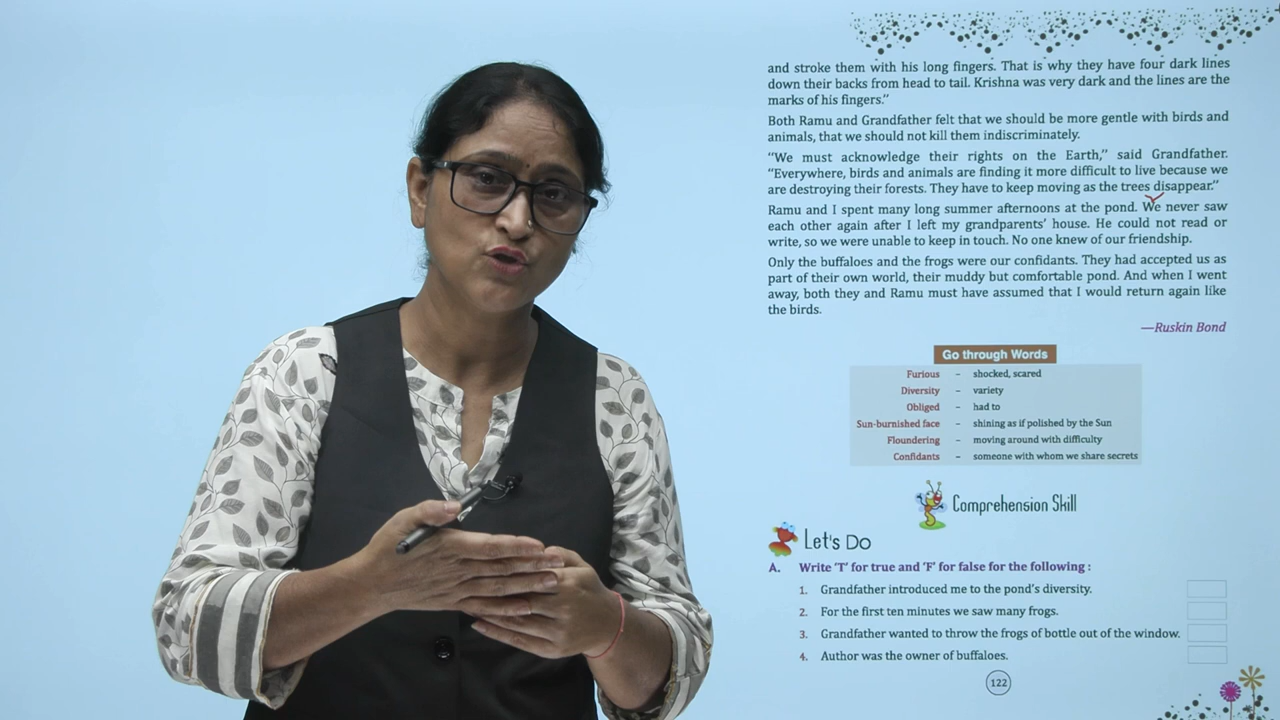 and stroke them with his long fingers. That is why they have four dark lines
down their backs from head to tail. Krishna was very dark and the lines are the
marks of his fingers."
Both Ramu and Grandfather felt that we should be more gentle with birds and
animals, that we should not kill them indiscriminately.
"We must acknowledge their rights on the Earth," said Grandfather.
"Everywhere, birds and animals are finding it more difficult to live because we
are destroying their forests. They have to keep moving as the trees disappear."
Ramu and I spent many long summer afternoons at the pond. We never saw
each other again after I left my grandparents' house. He could not read or
write, so we were unable to keep in touch. No one knew of our friendship.
Only the buffaloes and the frogs were our confidants. They had accepted us as
part of their own world, their muddy but comfortable pond. And when I went
away, both they and Ramu must have assumed that I would return again like
the birds.
—Ruskin Bond
Go through Words
Furious – shocked, scared
Diversity – variety
Obliged – had to
Sun-burnished face – shining as if polished by the Sun
Floundering – moving around with difficulty
Confidants – someone with whom we share secrets
Comprehension Skill
Let's Do
A. Write 'T' for true and 'F' for false for the following :
1. Grandfather introduced me to the pond's diversity.
2. For the first ten minutes we saw many frogs.
3. Grandfather wanted to throw the frogs of bottle out of the window.
4. Author was the owner of buffaloes.
122